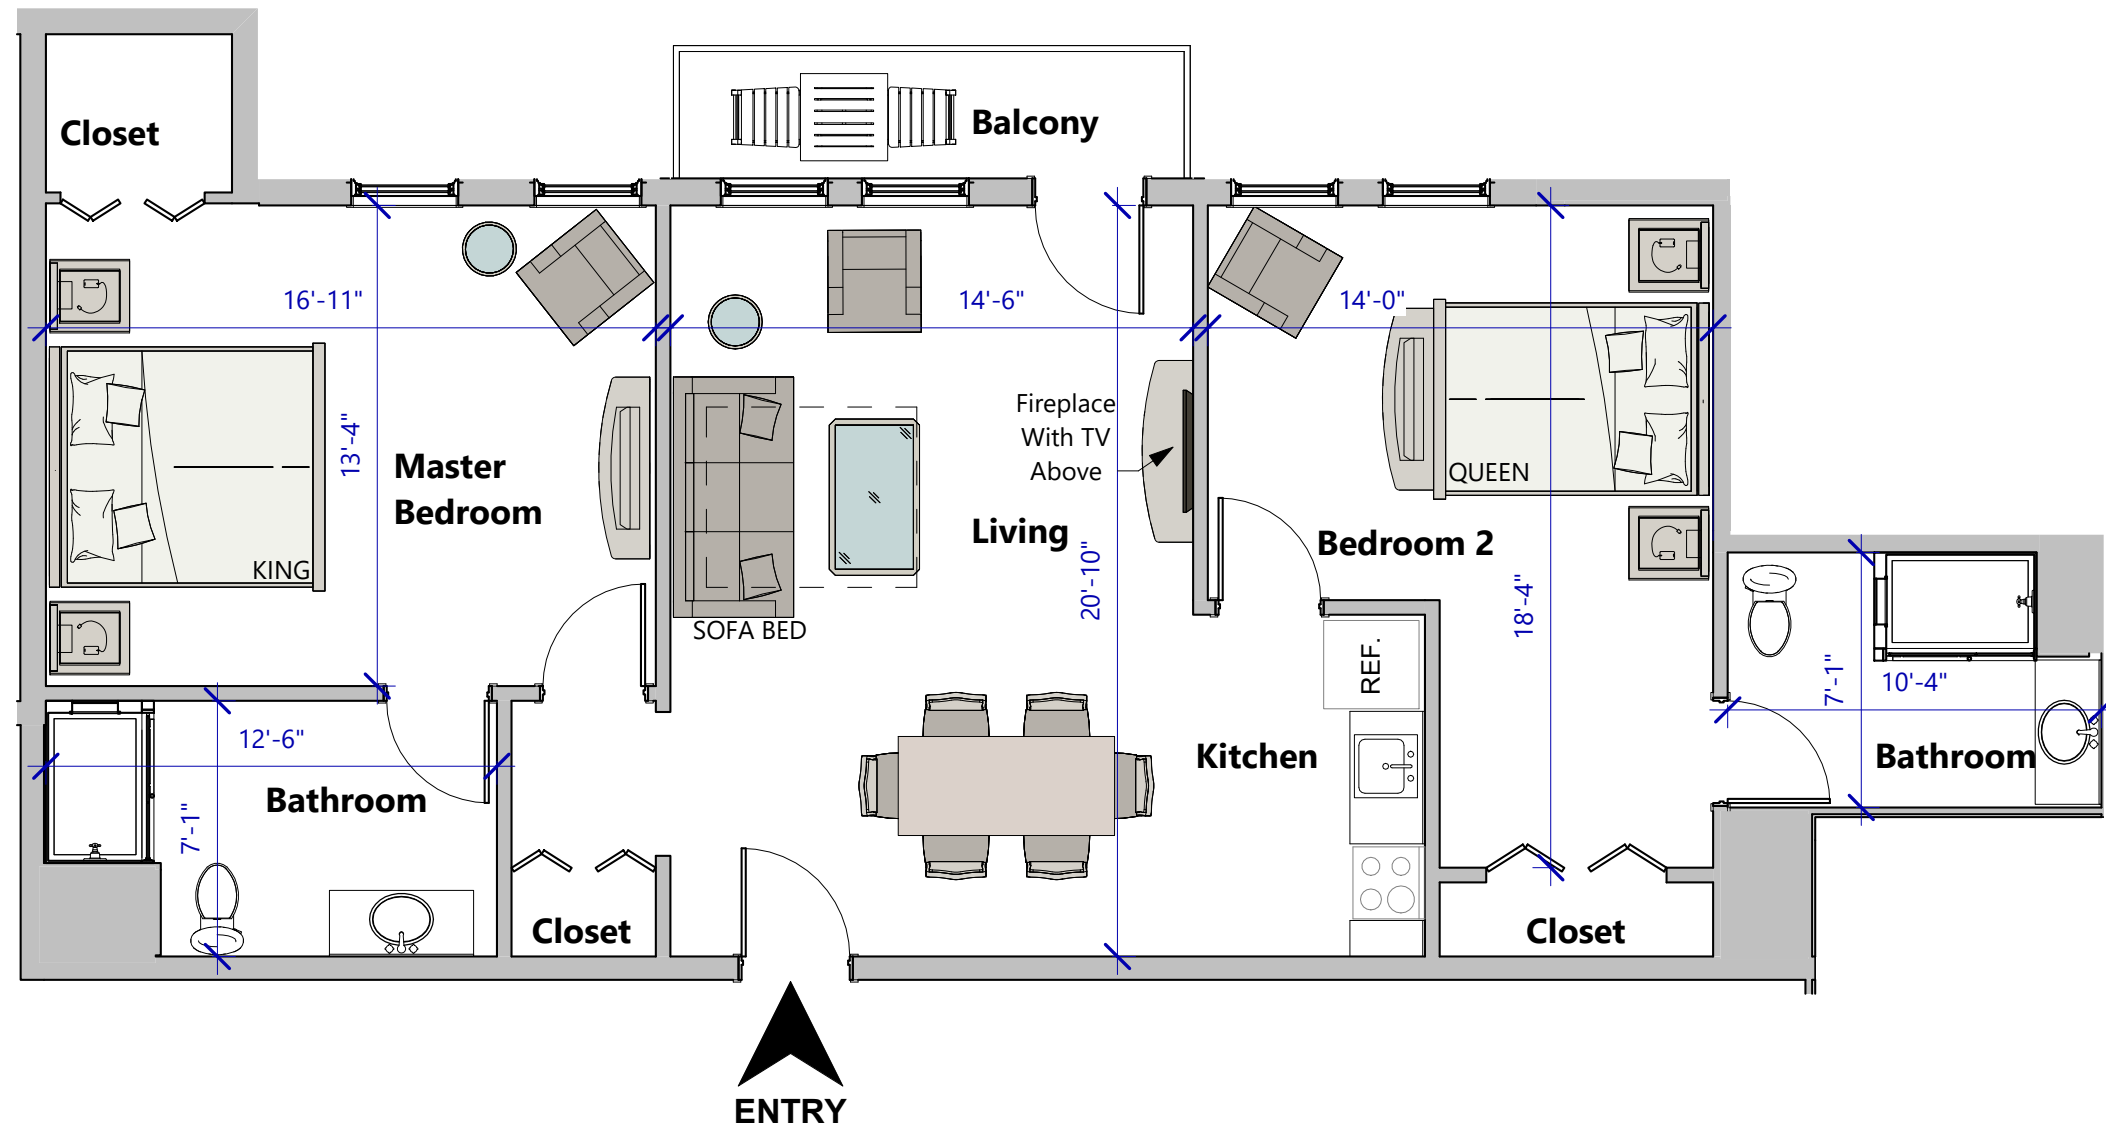 Closet
Balcony
16'-11"
14'-6"
14'-0"
13'-4"
Master
Bedroom
KING
Fireplace
With TV
Above
Living
20'-10"
SOFA BED
QUEEN
Bedroom 2
18'-4"
REF.
7'-1"
10'-4"
Bathroom
12'-6"
Bathroom
7'-1"
Kitchen
Closet
Closet
ENTRY